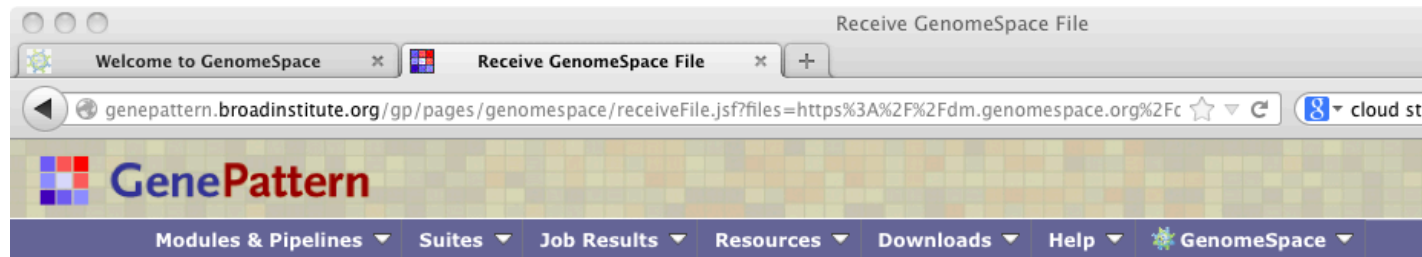 Receive GenomeSpace File
Welcome to GenomeSpace × Receive GenomeSpace File × +
genepattern.broadinstitute.org/gp/pages/genomespace/receiveFile.jsf?files=https%3A%2F%2Fdm.genomespace.org%2Fc 8 cloud st
GenePattern
Modules & Pipelines Suites Job Results Resources Downloads Help GenomeSpace